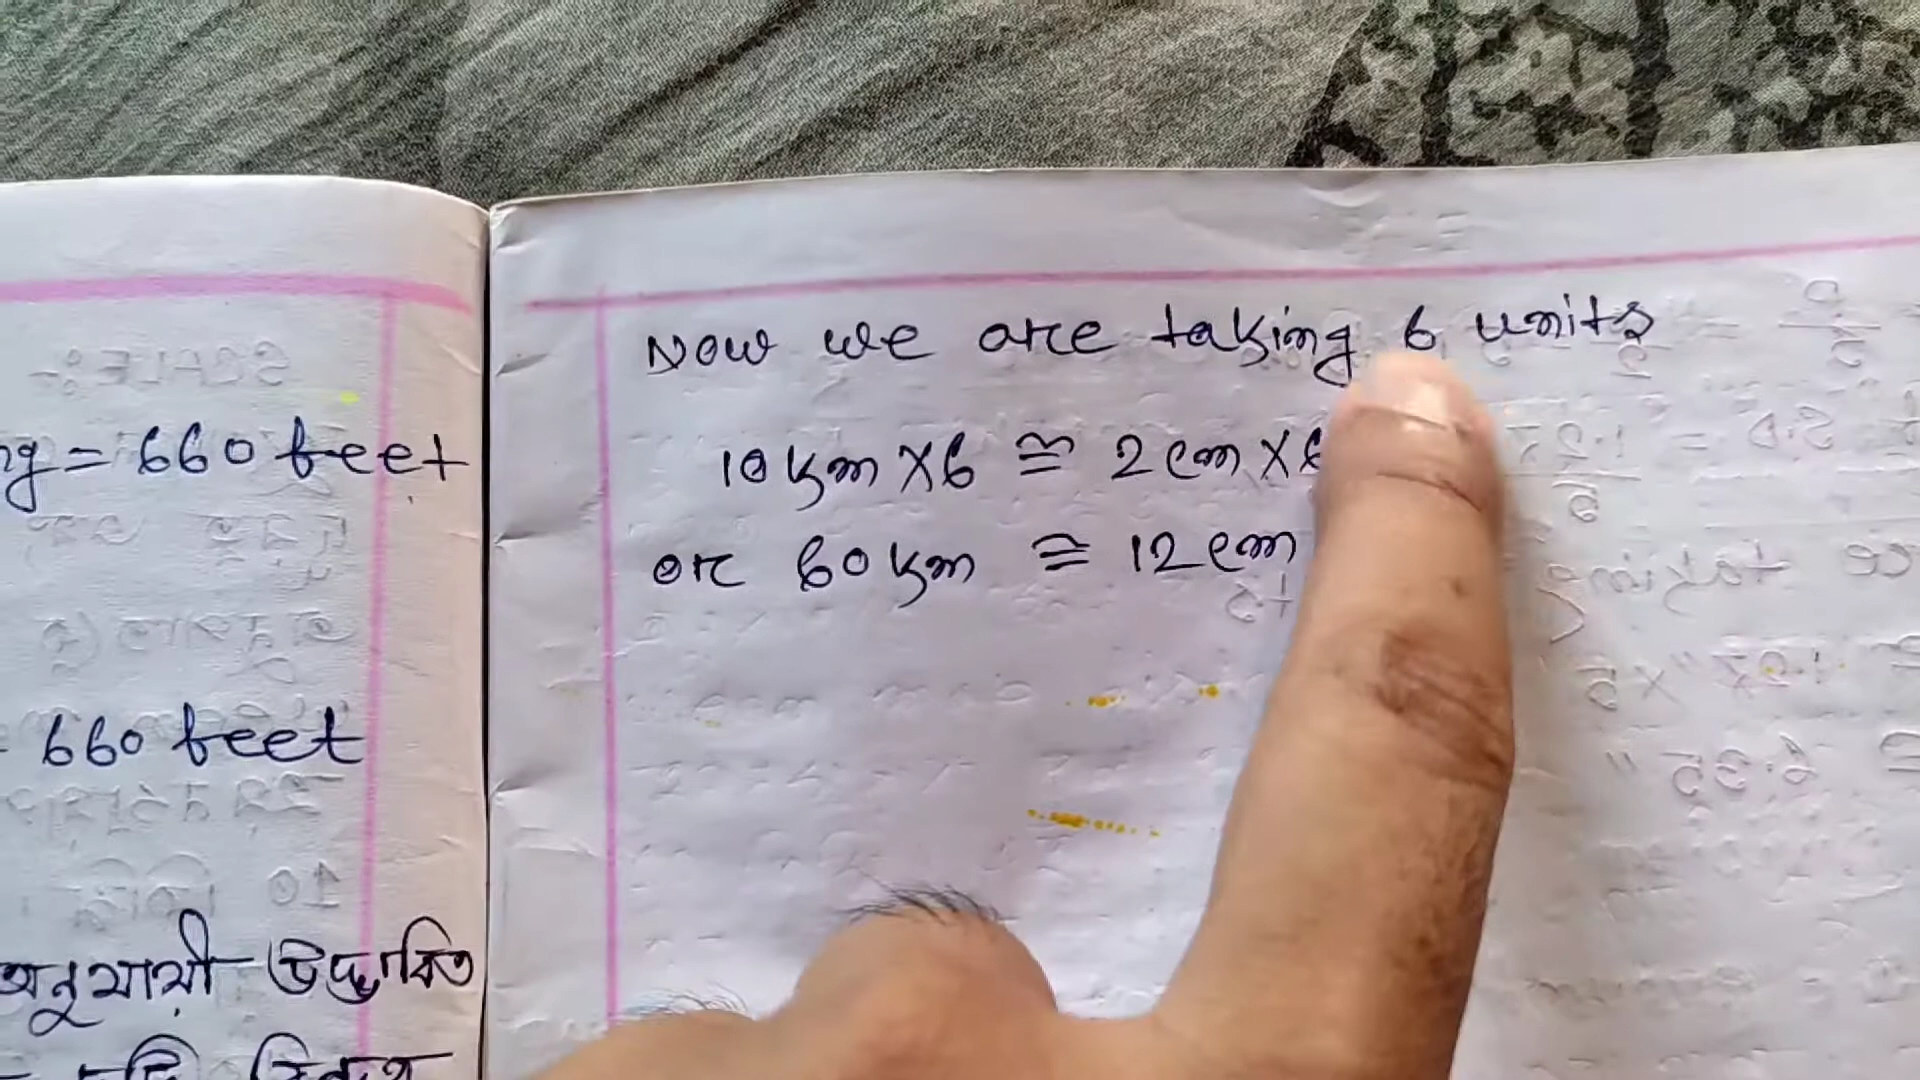 = 660 feet
660 feet
অনুযায়ী উদ্ভাবিত
Now we are taking 6 units
10 Km X 6 ≅ 2 cm X 6
or 60 Km ≅ 12 cm